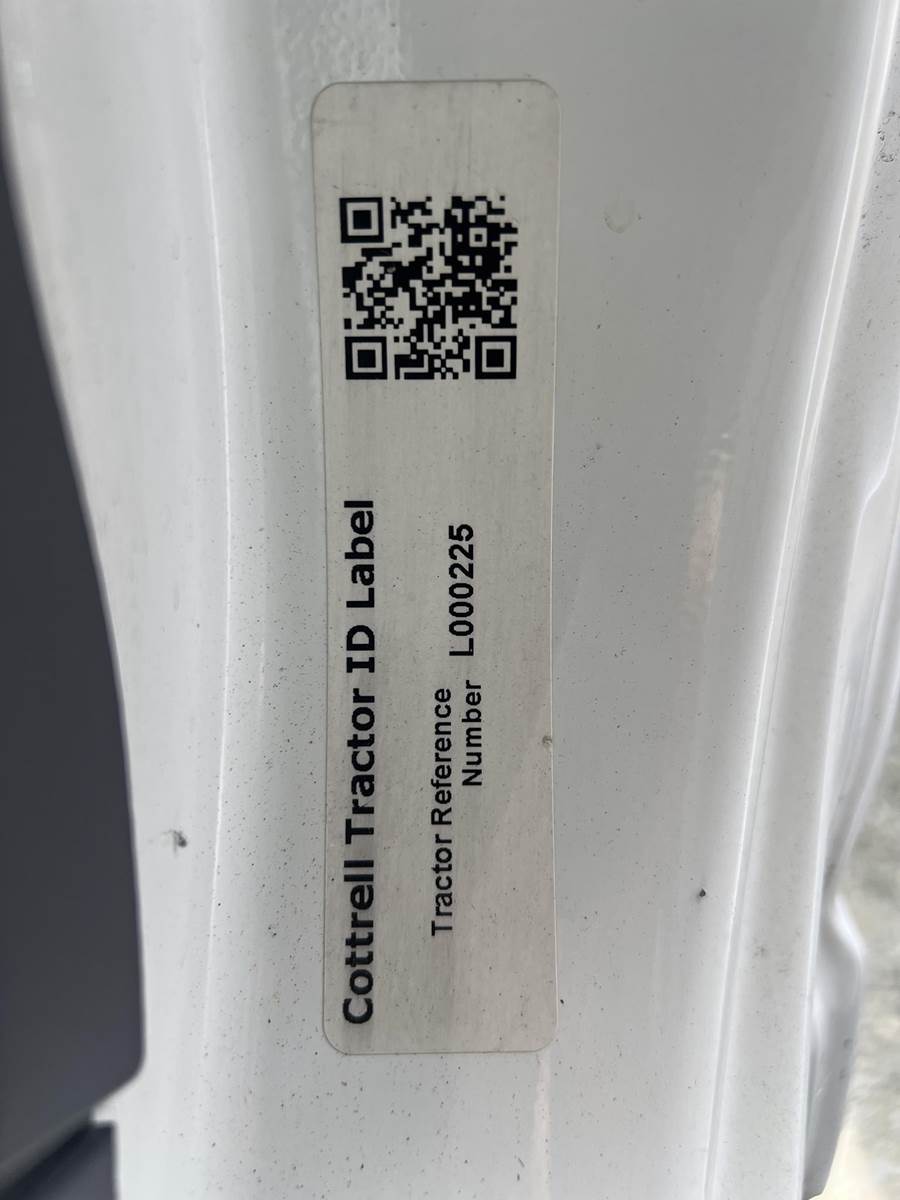 Cottrell Tractor ID Label
Tractor Reference
Number L000225